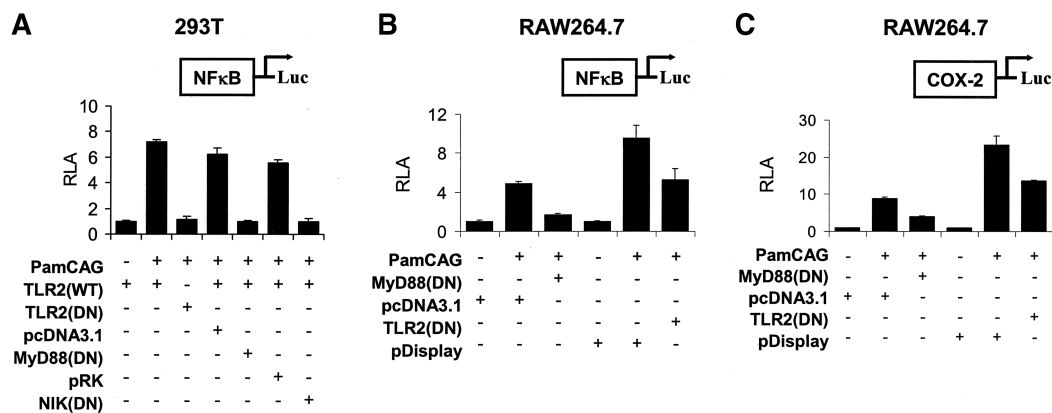 A
293T
NFκB
Luc
RLA
10
8
6
4
2
0
PamCAG - + + + + + +
TLR2(WT) + + - + + + +
TLR2(DN) - - + - - - -
pcDNA3.1 - - - + - - -
MyD88(DN) - - - - + - -
pRK - - - - - + -
NIK(DN) - - - - - - +
B
RAW264.7
NFκB
Luc
RLA
12
8
4
0
PamCAG - + + - + +
MyD88(DN) - - + - - -
pcDNA3.1 + + - - - -
TLR2(DN) - - - - - +
pDisplay - - - + + -
C
RAW264.7
COX-2
Luc
RLA
30
20
10
0
PamCAG - + + - + +
MyD88(DN) - - + - - -
pcDNA3.1 + + - - - -
TLR2(DN) - - - - - +
pDisplay - - - + + -